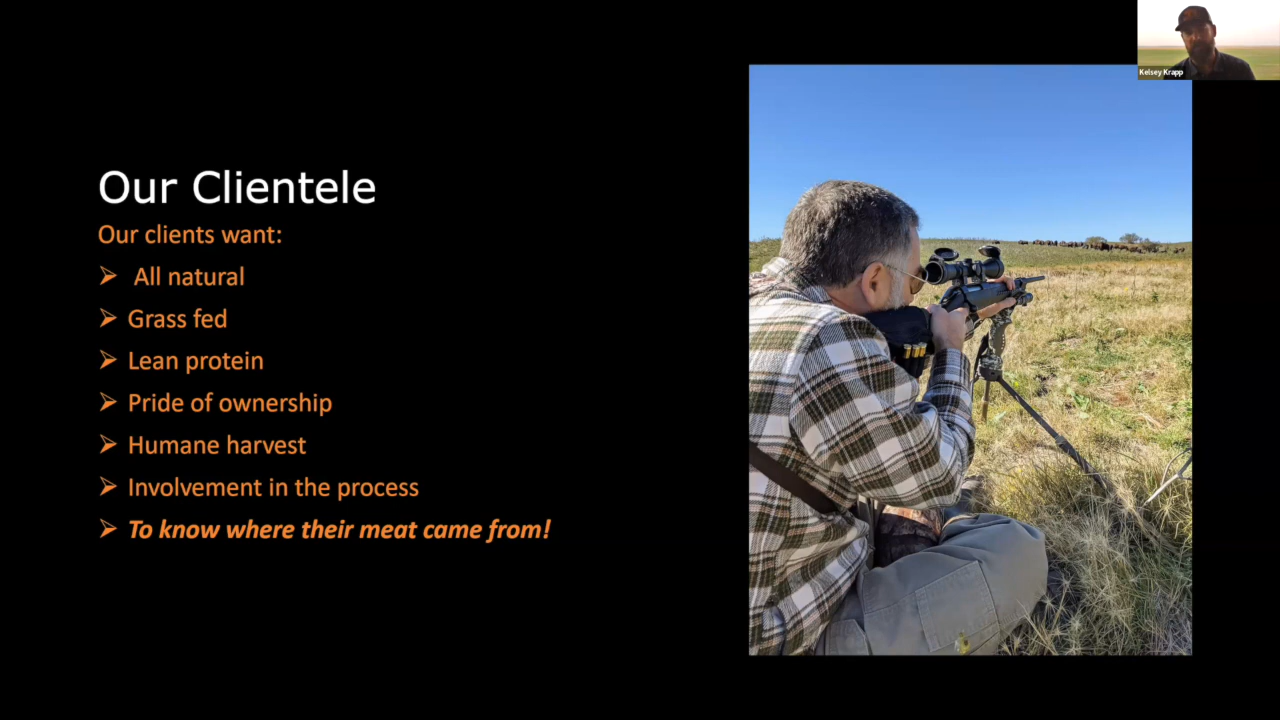 Our Clientele
Our clients want:
➢ All natural
➢ Grass fed
➢ Lean protein
➢ Pride of ownership
➢ Humane harvest
➢ Involvement in the process
➢ To know where their meat came from!
Kelsey Krapp